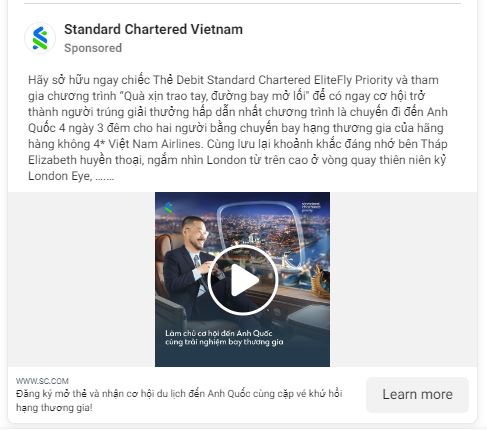 Standard Chartered Vietnam
Sponsored
Hãy sở hữu ngay chiếc Thẻ Debit Standard Chartered EliteFly Priority và tham
gia chương trình “Quà xịn trao tay, đường bay mở lối” để có ngay cơ hội trở
thành người trúng giải thưởng hấp dẫn nhất chương trình là chuyến đi đến Anh
Quốc 4 ngày 3 đêm cho hai người bằng chuyến bay hạng thương gia của hãng
hàng không 4* Việt Nam Airlines. Cùng lưu lại khoảnh khắc đáng nhớ bên Tháp
Elizabeth huyền thoại, ngắm nhìn London từ trên cao ở vòng quay thiên niên kỷ
London Eye, .......
standard chartered
priority
Làm chủ cơ hội đến Anh Quốc
cùng trải nghiệm bay thương gia
WWW.SC.COM
Đăng ký mở thẻ và nhận cơ hội du lịch đến Anh Quốc cùng cặp vé khứ hồi
hạng thương gia!
Learn more